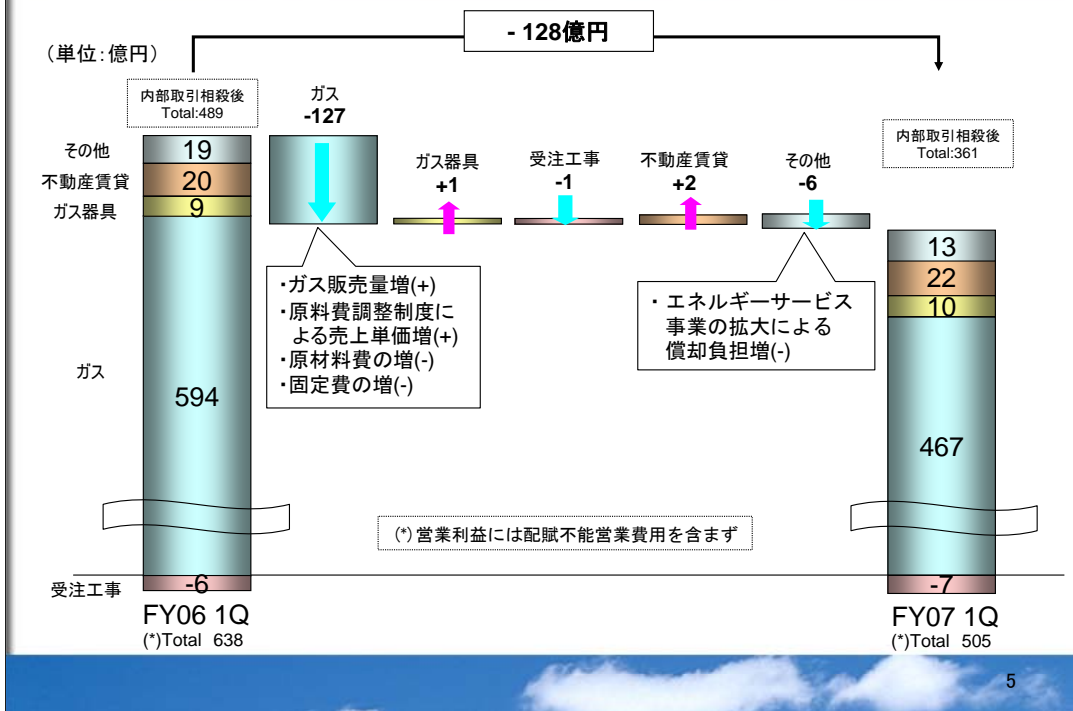 - 128億円
(単位:億円)
内部取引相殺後
Total:489
ガス
-127
ガス器具
+1
受注工事
-1
不動産賃貸
+2
その他
-6
内部取引相殺後
Total:361
その他
不動産賃貸
ガス器具
ガス
受注工事
19
20
9
594
-6
・ガス販売量増(+)
・原料費調整制度に
よる売上単価増(+)
・原材料費の増(-)
・固定費の増(-)
・ エネルギーサービス
事業の拡大による
償却負担増(-)
13
22
10
467
-7
(*)営業利益には配賦不能営業費用を含まず
FY06 1Q
(*)Total 638
FY07 1Q
(*)Total 505
5